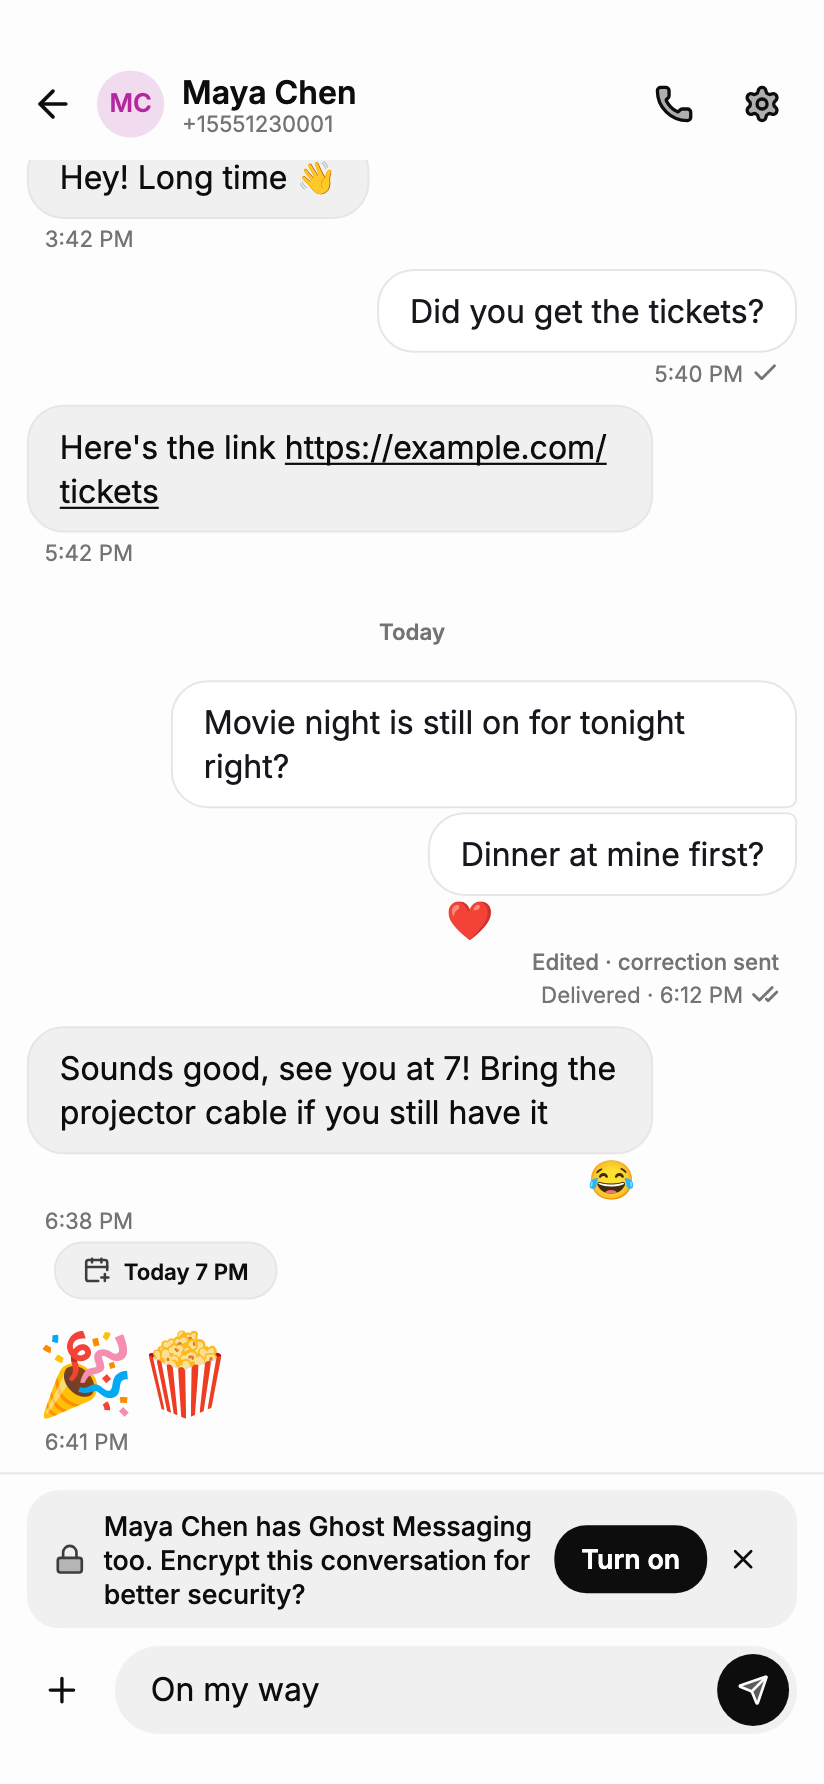 MC
Maya Chen
+15551230001
Hey! Long time 👋
3:42 PM
Did you get the tickets?
5:40 PM
Here's the link https://example.com/
tickets
5:42 PM
Today
Movie night is still on for tonight
right?
Dinner at mine first?
❤️
Edited · correction sent
Delivered · 6:12 PM
Sounds good, see you at 7! Bring the
projector cable if you still have it
😂
6:38 PM
Today 7 PM
🎉🍿
6:41 PM
Maya Chen has Ghost Messaging
too. Encrypt this conversation for
better security?
Turn on
On my way